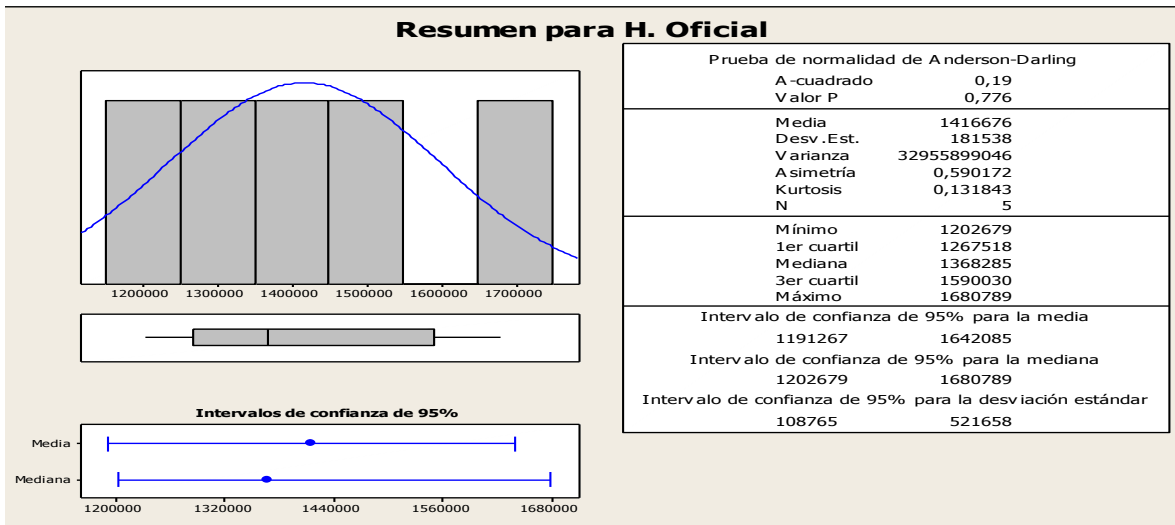 Resumen para H. Oficial
1200000 1300000 1400000 1500000 1600000 1700000
Intervalos de confianza de 95%
Media
Mediana
1200000 1320000 1440000 1560000 1680000
Prueba de normalidad de Anderson-Darling
A-cuadrado 0,19
Valor P 0,776
Media 1416676
Desv.Est. 181538
Varianza 32955899046
Asimetría 0,590172
Kurtosis 0,131843
N 5
Mínimo 1202679
1er cuartil 1267518
Mediana 1368285
3er cuartil 1590030
Máximo 1680789
Intervalo de confianza de 95% para la media
1191267 1642085
Intervalo de confianza de 95% para la mediana
1202679 1680789
Intervalo de confianza de 95% para la desviación estándar
108765 521658